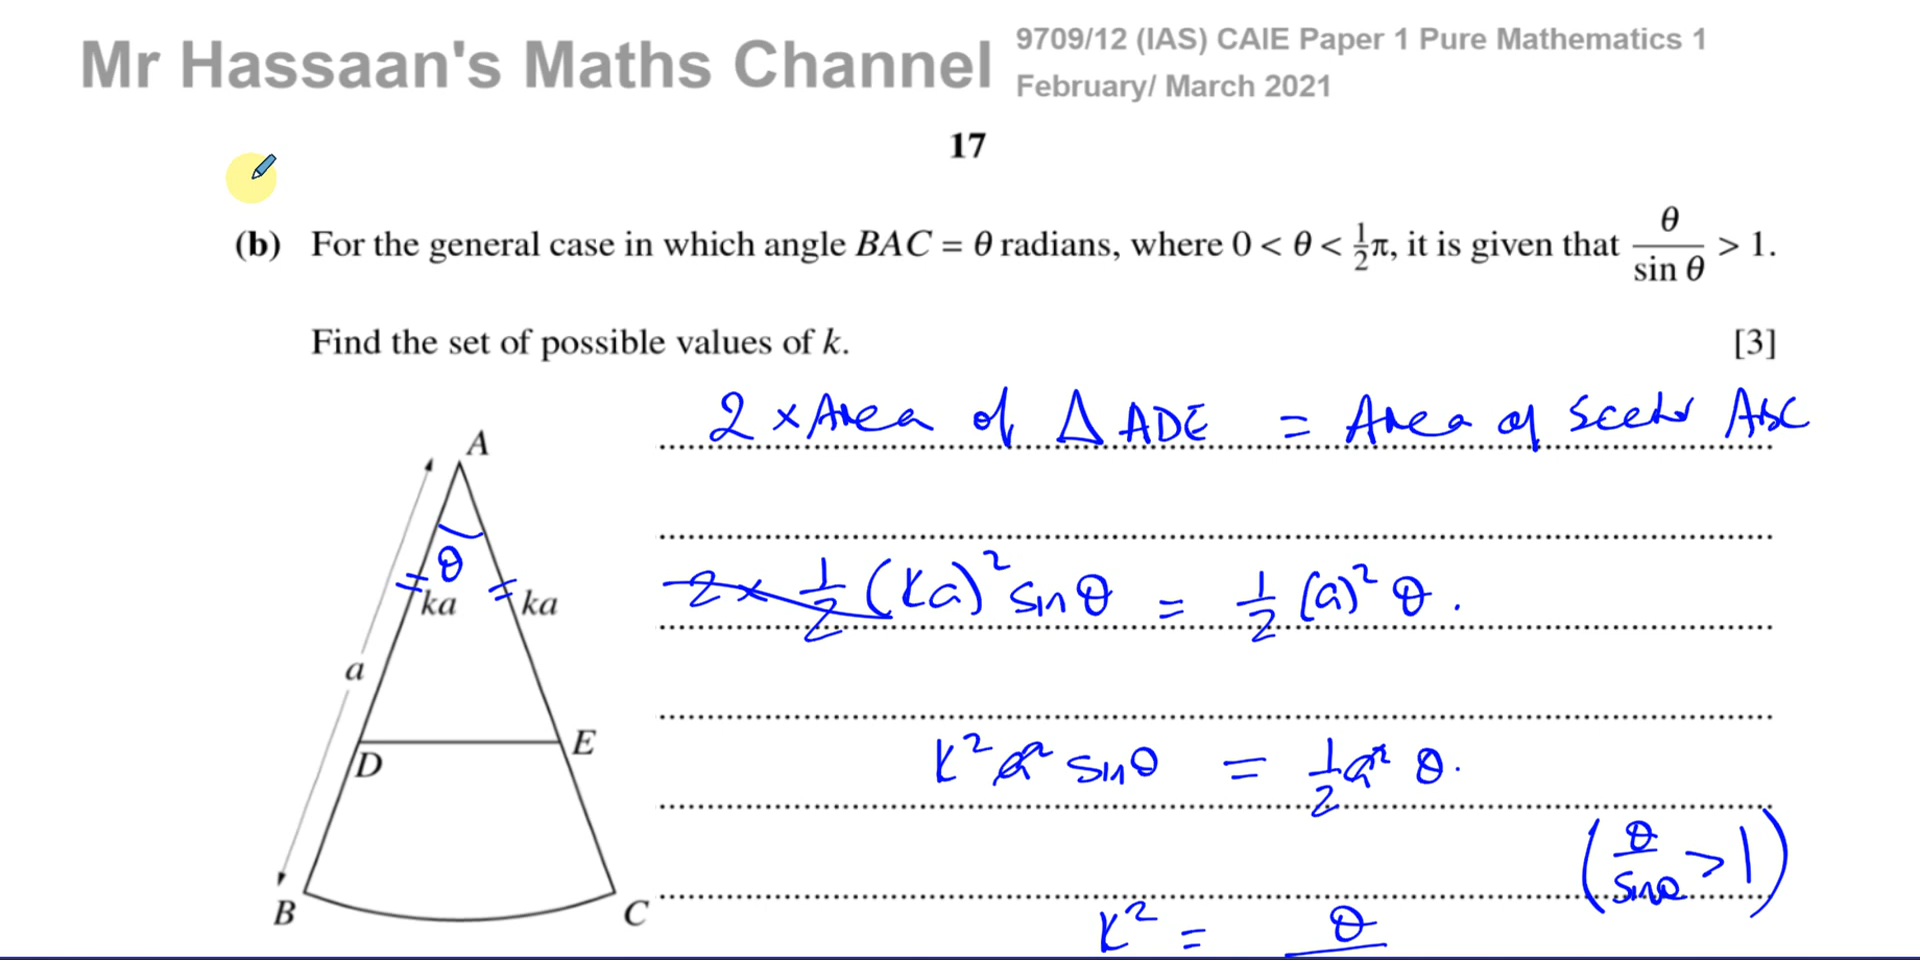 Mr Hassaan's Maths Channel
9709/12 (IAS) CAIE Paper 1 Pure Mathematics 1
February/ March 2021
17
(b) For the general case in which angle BAC = θ radians, where 0 < θ < ½π, it is given that θ/sin θ > 1.
Find the set of possible values of k. [3]
2 × Area of Δ ADE = Area of Sector ABC
A
θ
ka
ka
a
D
E
B
C
2 × ½ (ka)² sin θ = ½ (a)² θ.
k² a² sin θ = ½ a² θ.
(θ/sin θ > 1)
k² = θ